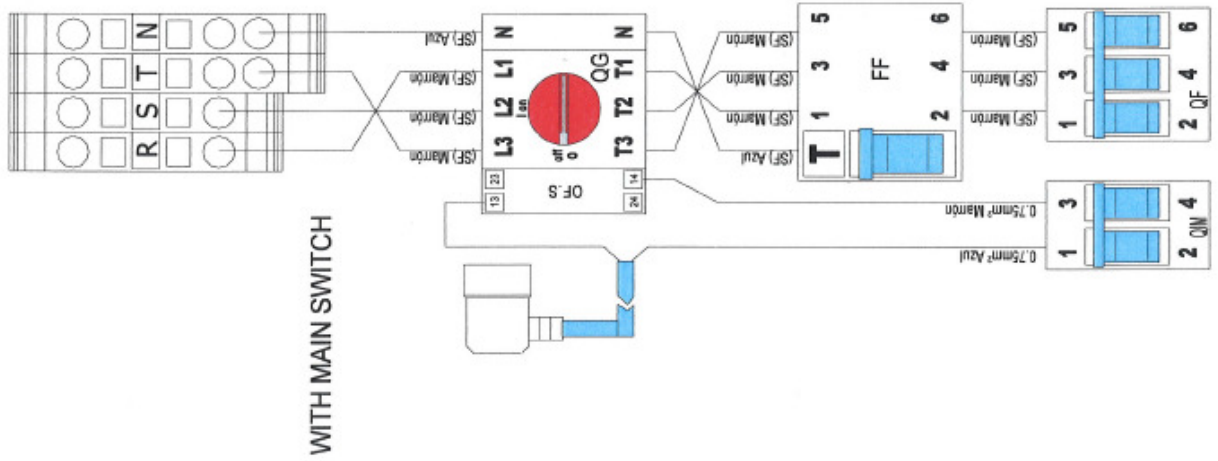 R S T N
WITH MAIN SWITCH
(SF) Azul
(SF) Marrón
(SF) Marrón
(SF) Marrón
N N
L1 T1
L2 T2
L3 T3
QG
I on
off
O
23 14
13 24
OF.S
(SF) Marrón
(SF) Marrón
(SF) Marrón
(SF) Azul
5 6
3 4
1 2
FF
T
(SF) Marrón
(SF) Marrón
(SF) Marrón
5 6
3 4
1 2
QF
0.75mm² Marrón
0.75mm² Azul
3 4
1 2
QIM